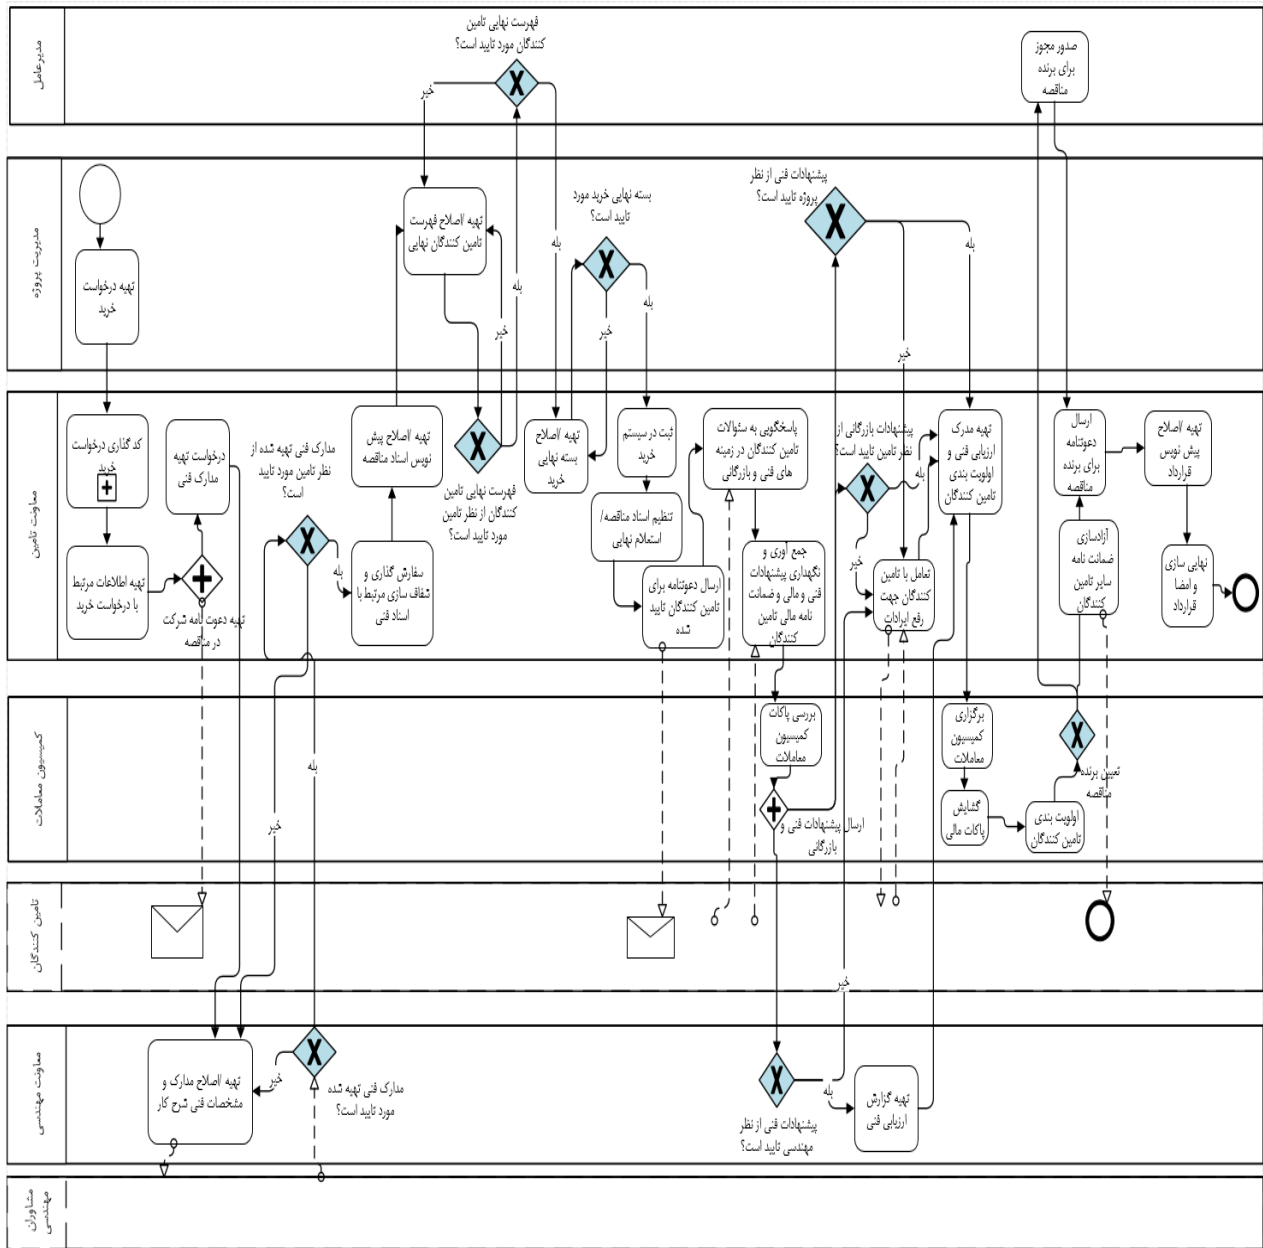 مدیرعامل
فهرست نهایی تامین
کنندگان مورد تایید است؟
خیر
بله
صدور مجوز
برای برنده
مناقصه
مدیریت پروژه
تهیه درخواست
خرید
تهیه /اصلاح فهرست
تامین کنندگان نهایی
خیر
بله
بسته نهایی خرید مورد
تایید است؟
بله
خیر
پیشنهادات فنی از نظر
پروژه تایید است؟
بله
خیر
معاونت تامین
کد گذاری درخواست
خرید
تهیه اطلاعات مرتبط
با درخواست خرید
درخواست تهیه
مدارک فنی
تهیه دعوت نامه شرکت
در مناقصه
مدارک فنی تهیه شده از
نظر تامین مورد تایید
است؟
بله
تهیه /اصلاح پیش
نویس اسناد مناقصه
سفارش گذاری و
شفاف سازی مرتبط با
اسناد فنی
فهرست نهایی تامین
کنندگان از نظر تامین
مورد تایید است؟
تهیه /اصلاح
بسته نهایی
خرید
ثبت در سیستم
خرید
تنظیم اسناد مناقصه/
استعلام نهایی
ارسال دعوتنامه برای
تامین کنندگان تایید
شده
پاسخگویی به سئوالات
تامین کنندگان در زمینه
های فنی و بازرگانی
جمع آوری و
نگهداری پیشنهادات
فنی و مالی و ضمانت
نامه مالی تامین
کنندگان
پیشنهادات بازرگانی از
نظر تامین تایید است؟
بله
خیر
تعامل با تامین
کنندگان جهت
رفع ایرادات
تهیه مدرک
ارزیابی فنی و
اولویت بندی
تامین کنندگان
ارسال
دعوتنامه
برای برنده
مناقصه
آزادسازی
ضمانت نامه
سایر تامین
کنندگان
تهیه /اصلاح
پیش نویس
قرارداد
نهایی سازی
و امضا
قرارداد
کمیسیون معاملات
خیر
بله
بررسی پاکات
کمیسیون
معاملات
ارسال پیشنهادات فنی و
بازرگانی
برگزاری
کمیسیون
معاملات
گشایش
پاکات مالی
اولویت بندی
تامین کنندگان
تعیین برنده
مناقصه
تامین کنندگان
خیر
معاونت مهندسی
تهیه /اصلاح مدارک و
مشخصات فنی شرح کار
خیر
مدارک فنی تهیه شده
مورد تایید است؟
پیشنهادات فنی از نظر
مهندسی تایید است؟
بله
تهیه گزارش
ارزیابی فنی
مشاوران
مهندسی